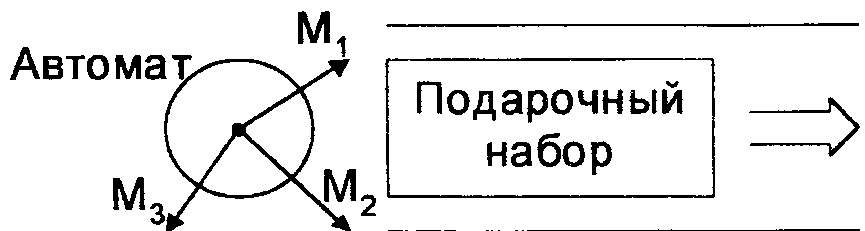 M₁
Автомат
Подарочный
набор
M₃
M₂